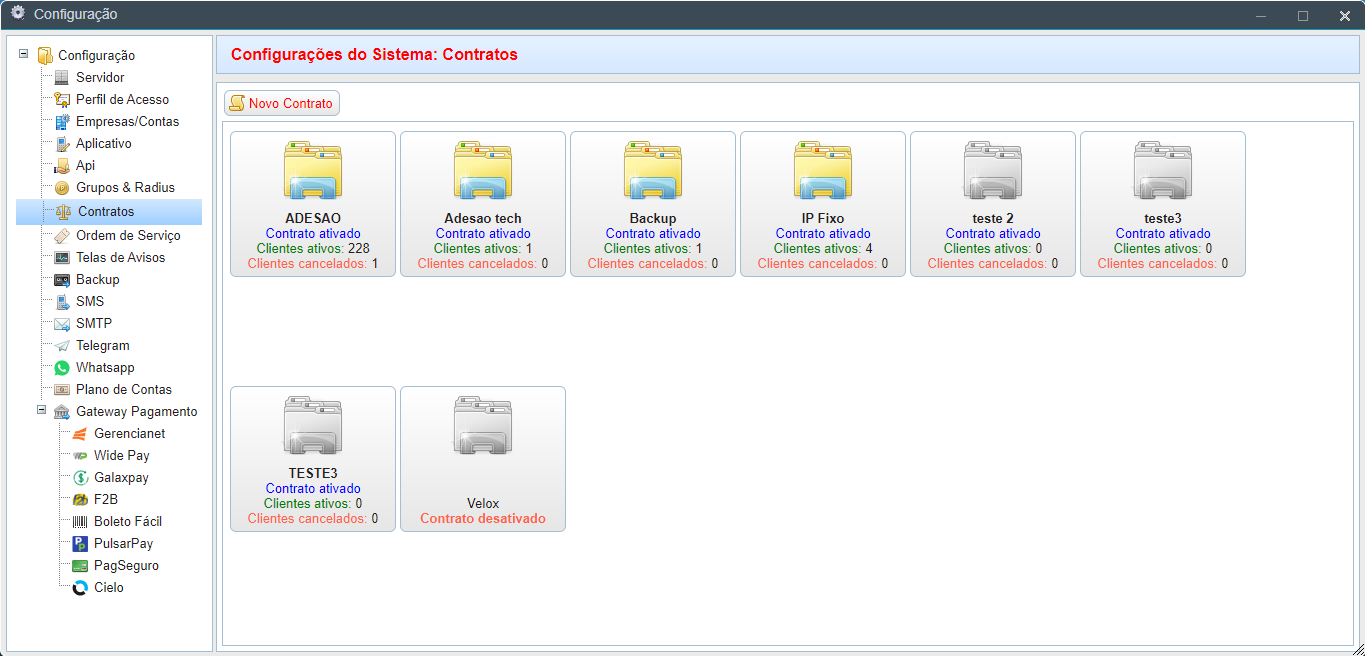 Configuração
Configuração
Servidor
Perfil de Acesso
Empresas/Contas
Aplicativo
Api
Grupos & Radius
Contratos
Ordem de Serviço
Telas de Avisos
Backup
SMS
SMTP
Telegram
Whatsapp
Plano de Contas
Gateway Pagamento
Gerencianet
Wide Pay
Galaxpay
F2B
Boleto Fácil
PulsarPay
PagSeguro
Cielo
Configurações do Sistema: Contratos
Novo Contrato
ADESAO
Contrato ativado
Clientes ativos: 228
Clientes cancelados: 1
Adesao tech
Contrato ativado
Clientes ativos: 1
Clientes cancelados: 0
Backup
Contrato ativado
Clientes ativos: 1
Clientes cancelados: 0
IP Fixo
Contrato ativado
Clientes ativos: 4
Clientes cancelados: 0
teste 2
Contrato ativado
Clientes ativos: 0
Clientes cancelados: 0
teste3
Contrato ativado
Clientes ativos: 0
Clientes cancelados: 0
TESTE3
Contrato ativado
Clientes ativos: 0
Clientes cancelados: 0
Velox
Contrato desativado